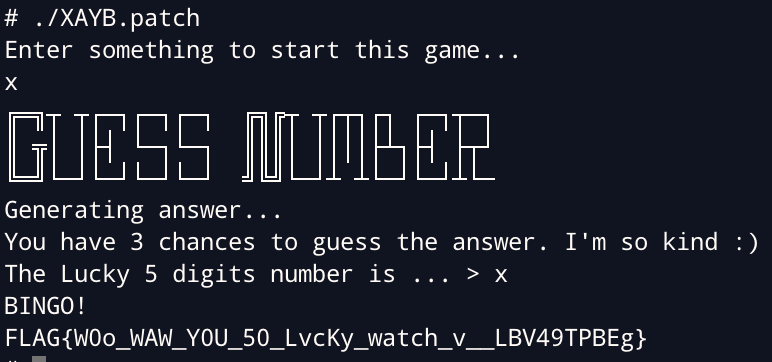 # ./XAYB.patch
Enter something to start this game...
x
GUESS NUMBER
Generating answer...
You have 3 chances to guess the answer. I'm so kind :)
The Lucky 5 digits number is ... > x
BINGO!
FLAG{W0o_WAW_Y0U_50_LvcKy_watch_v__LBV49TPBEg}
#